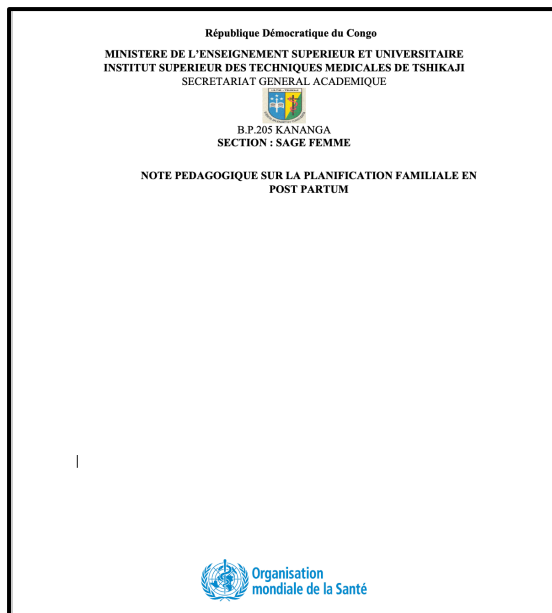 République Démocratique du Congo
MINISTERE DE L’ENSEIGNEMENT SUPERIEUR ET UNIVERSITAIRE
INSTITUT SUPERIEUR DES TECHNIQUES MEDICALES DE TSHIKAJI
SECRETARIAT GENERAL ACADEMIQUE
B.P.205 KANANGA
SECTION : SAGE FEMME
NOTE PEDAGOGIQUE SUR LA PLANIFICATION FAMILIALE EN
POST PARTUM
Organisation
mondiale de la Santé